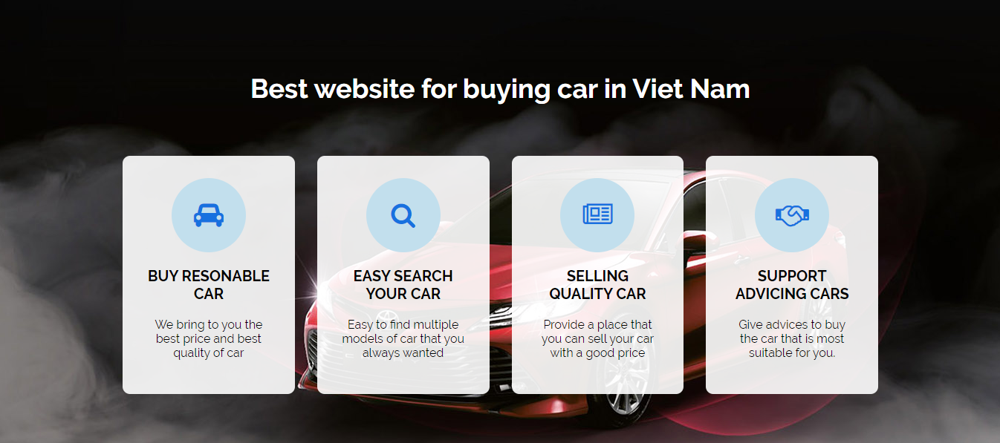 Best website for buying car in Viet Nam
BUY RESONABLE
CAR
We bring to you the
best price and best
quality of car
EASY SEARCH
YOUR CAR
Easy to find multiple
models of car that you
always wanted
SELLING
QUALITY CAR
Provide a place that
you can sell your car
with a good price
SUPPORT
ADVICING CARS
Give advices to buy
the car that is most
suitable for you.